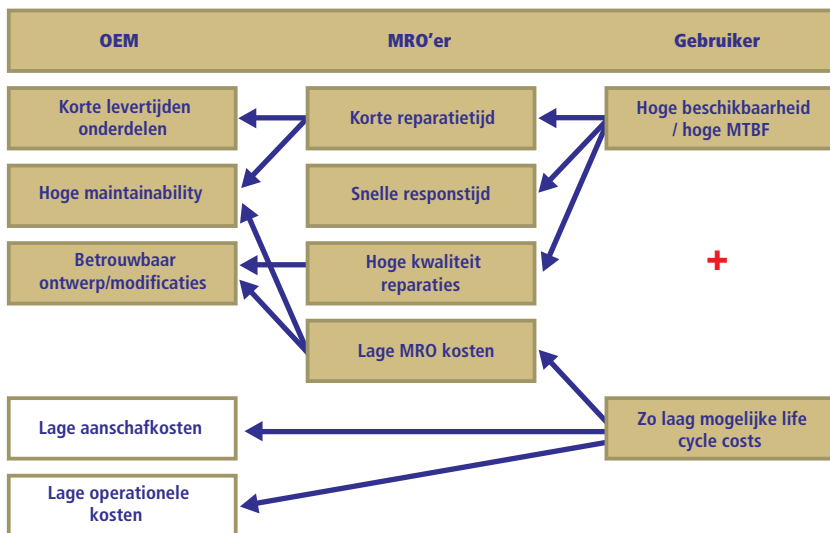 OEM
MRO’er
Gebruiker
Korte levertijden
onderdelen
Korte reparatietijd
Hoge beschikbaarheid
/ hoge MTBF
Hoge maintainability
Snelle responstijd
Betrouwbaar
ontwerp/modificaties
Hoge kwaliteit
reparaties
+
Lage MRO kosten
Lage aanschafkosten
Zo laag mogelijke life
cycle costs
Lage operationele
kosten